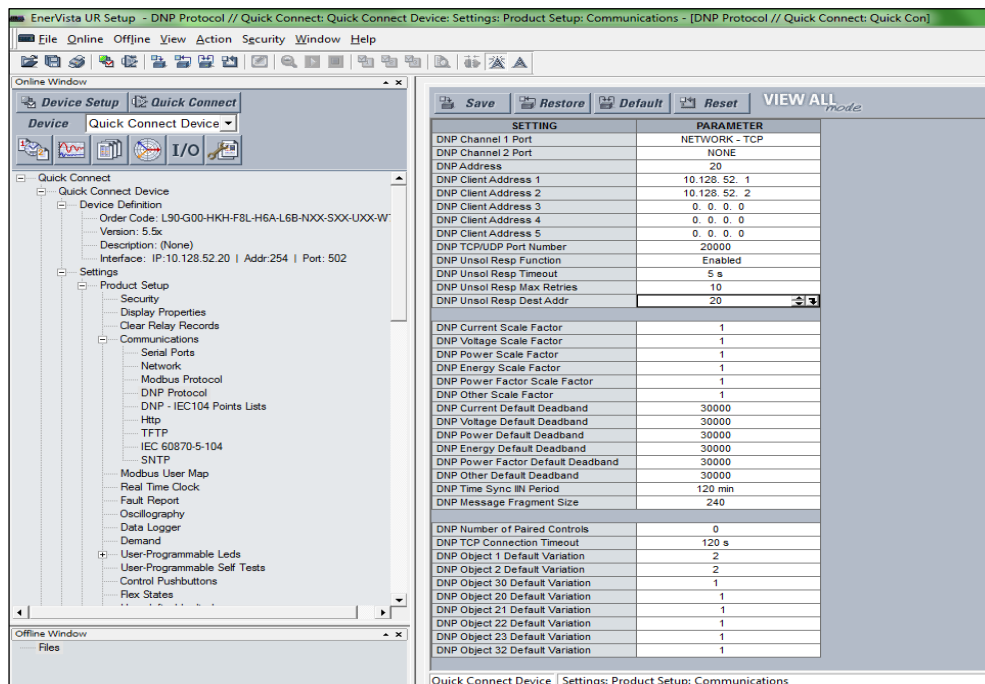 EnerVista UR Setup - DNP Protocol // Quick Connect: Quick Connect Device: Settings: Product Setup: Communications - [DNP Protocol // Quick Connect: Quick Con]
File Online Offline View Action Security Window Help
Online Window
Device Setup Quick Connect
Device Quick Connect Device
I/O
Quick Connect
Quick Connect Device
Device Definition
Order Code: L90-G00-HKH-F8L-H6A-L6B-NXX-SXX-UXX-W
Version: 5.5x
Description: (None)
Interface: IP:10.128.52.20 | Addr:254 | Port: 502
Settings
Product Setup
Security
Display Properties
Clear Relay Records
Communications
Serial Ports
Network
Modbus Protocol
DNP Protocol
DNP - IEC104 Points Lists
Http
TFTP
IEC 60870-5-104
SNTP
Modbus User Map
Real Time Clock
Fault Report
Oscillography
Data Logger
Demand
User-Programmable Leds
User-Programmable Self Tests
Control Pushbuttons
Flex States
Offline Window
Files
Save Restore Default Reset VIEW ALL mode
SETTING PARAMETER
DNP Channel 1 Port NETWORK - TCP
DNP Channel 2 Port NONE
DNP Address 20
DNP Client Address 1 10.128. 52. 1
DNP Client Address 2 10.128. 52. 2
DNP Client Address 3 0. 0. 0. 0
DNP Client Address 4 0. 0. 0. 0
DNP Client Address 5 0. 0. 0. 0
DNP TCP/UDP Port Number 20000
DNP Unsol Resp Function Enabled
DNP Unsol Resp Timeout 5 s
DNP Unsol Resp Max Retries 10
DNP Unsol Resp Dest Addr 20
DNP Current Scale Factor 1
DNP Voltage Scale Factor 1
DNP Power Scale Factor 1
DNP Energy Scale Factor 1
DNP Power Factor Scale Factor 1
DNP Other Scale Factor 1
DNP Current Default Deadband 30000
DNP Voltage Default Deadband 30000
DNP Power Default Deadband 30000
DNP Energy Default Deadband 30000
DNP Power Factor Default Deadband 30000
DNP Other Default Deadband 30000
DNP Time Sync IIN Period 120 min
DNP Message Fragment Size 240
DNP Number of Paired Controls 0
DNP TCP Connection Timeout 120 s
DNP Object 1 Default Variation 2
DNP Object 2 Default Variation 2
DNP Object 30 Default Variation 1
DNP Object 20 Default Variation 1
DNP Object 21 Default Variation 1
DNP Object 22 Default Variation 1
DNP Object 23 Default Variation 1
DNP Object 32 Default Variation 1
Quick Connect Device Settings: Product Setup: Communications